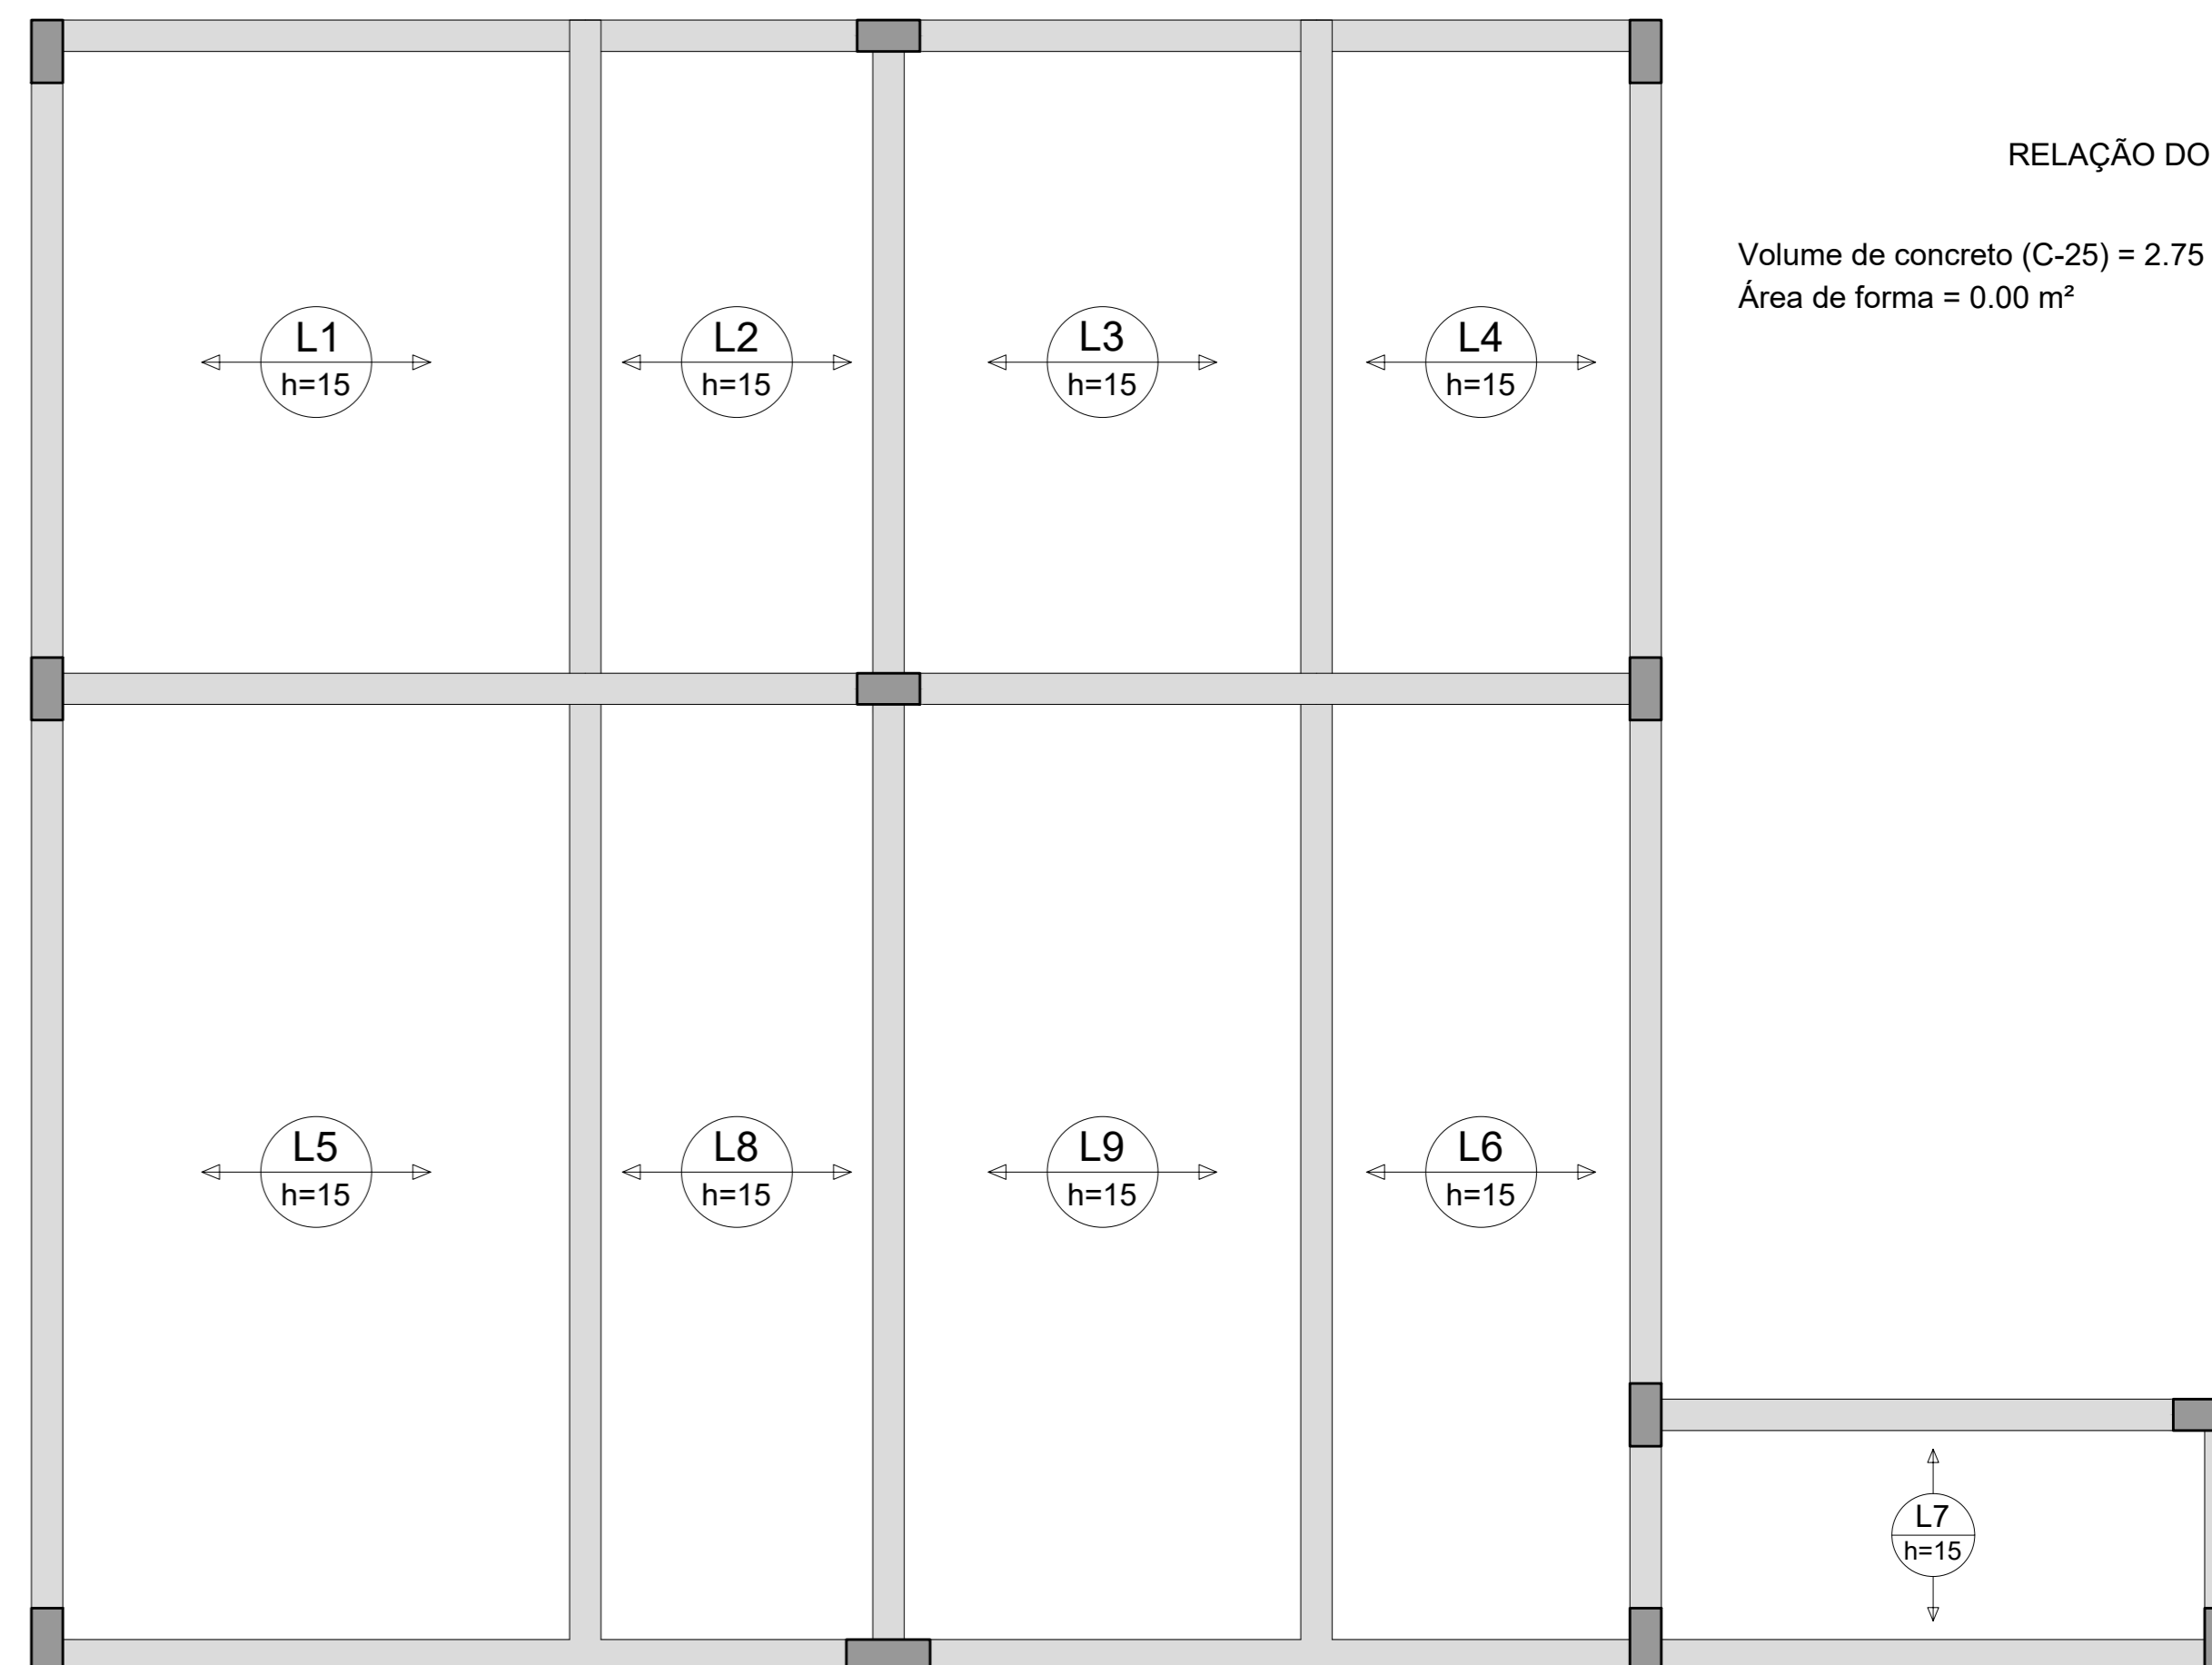 RELAÇÃO DO
Volume de concreto (C-25) = 2.75
Área de forma = 0.00 m²
L1
h=15
L2
h=15
L3
h=15
L4
h=15
L5
h=15
L8
h=15
L9
h=15
L6
h=15
L7
h=15